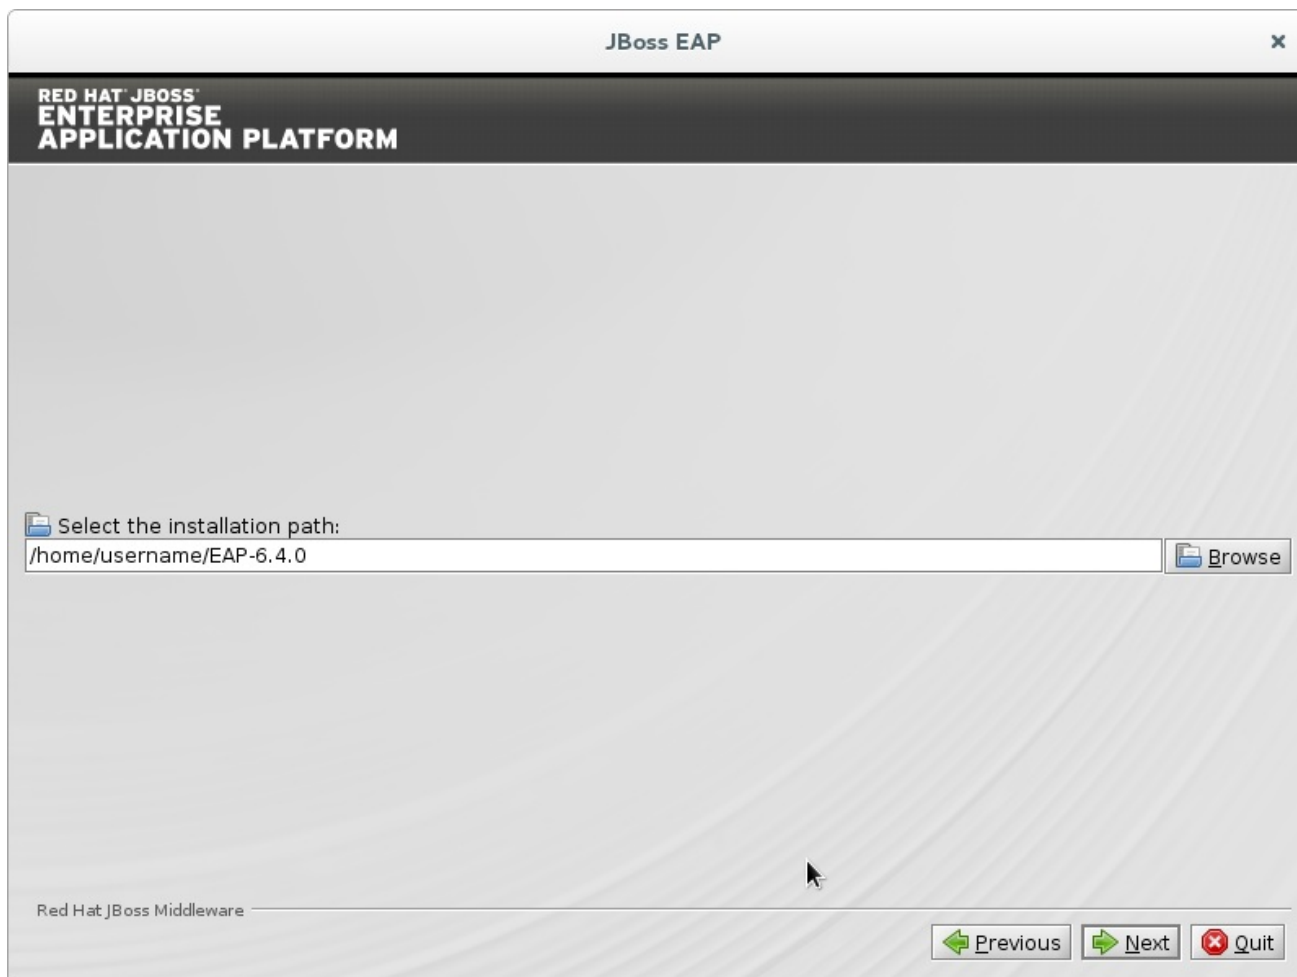 JBoss EAP
RED HAT® JBOSS®
ENTERPRISE
APPLICATION PLATFORM
Select the installation path:
/home/username/EAP-6.4.0
Browse
Red Hat JBoss Middleware
Previous
Next
Quit